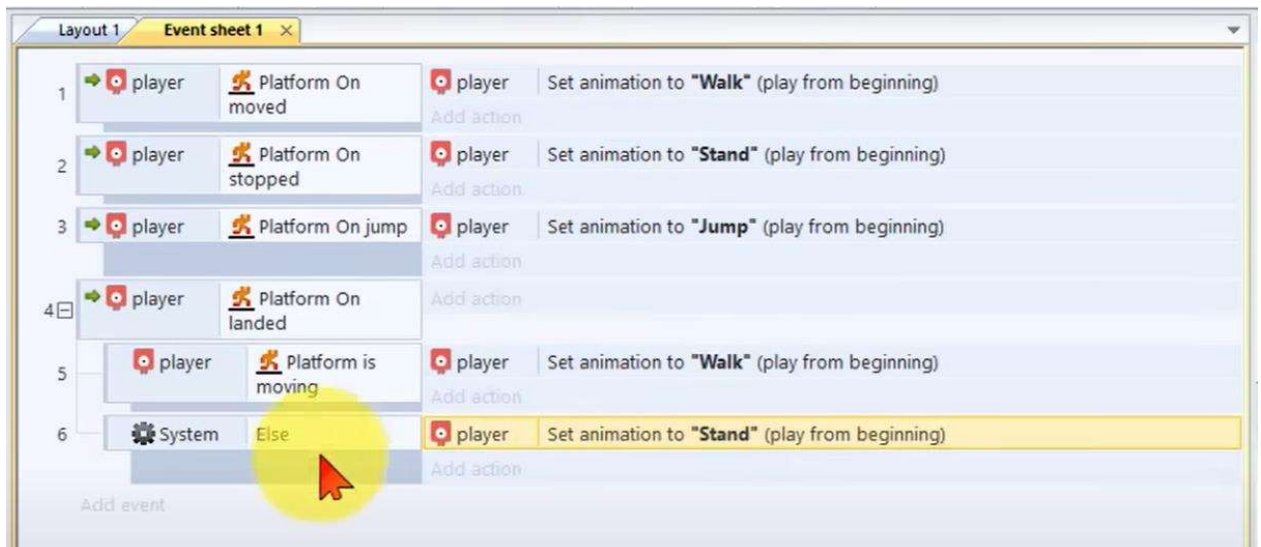 Layout 1 Event sheet 1 ×
1 player Platform On moved player Set animation to "Walk" (play from beginning)
Add action
2 player Platform On stopped player Set animation to "Stand" (play from beginning)
Add action
3 player Platform On jump player Set animation to "Jump" (play from beginning)
Add action
4 player Platform On landed Add action
5 player Platform is moving player Set animation to "Walk" (play from beginning)
Add action
6 System Else player Set animation to "Stand" (play from beginning)
Add action
Add event